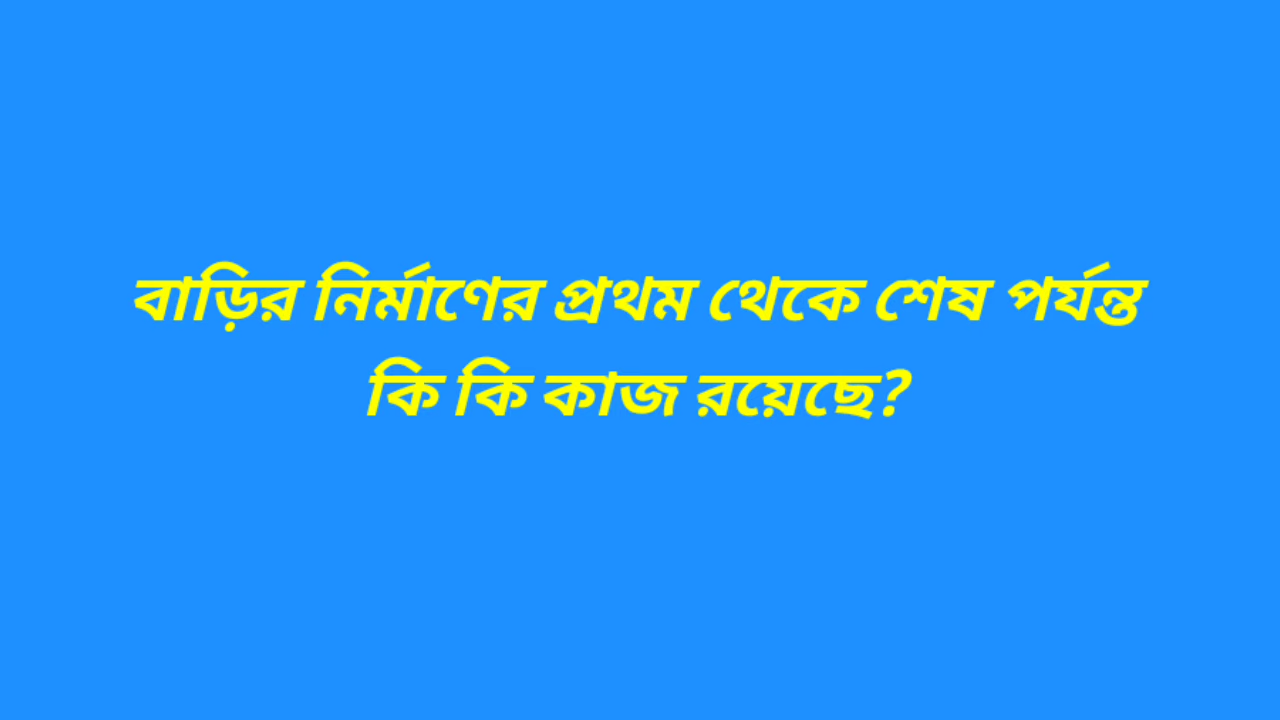 বাড়ির নির্মাণের প্রথম থেকে শেষ পর্যন্ত
কি কি কাজ রয়েছে?